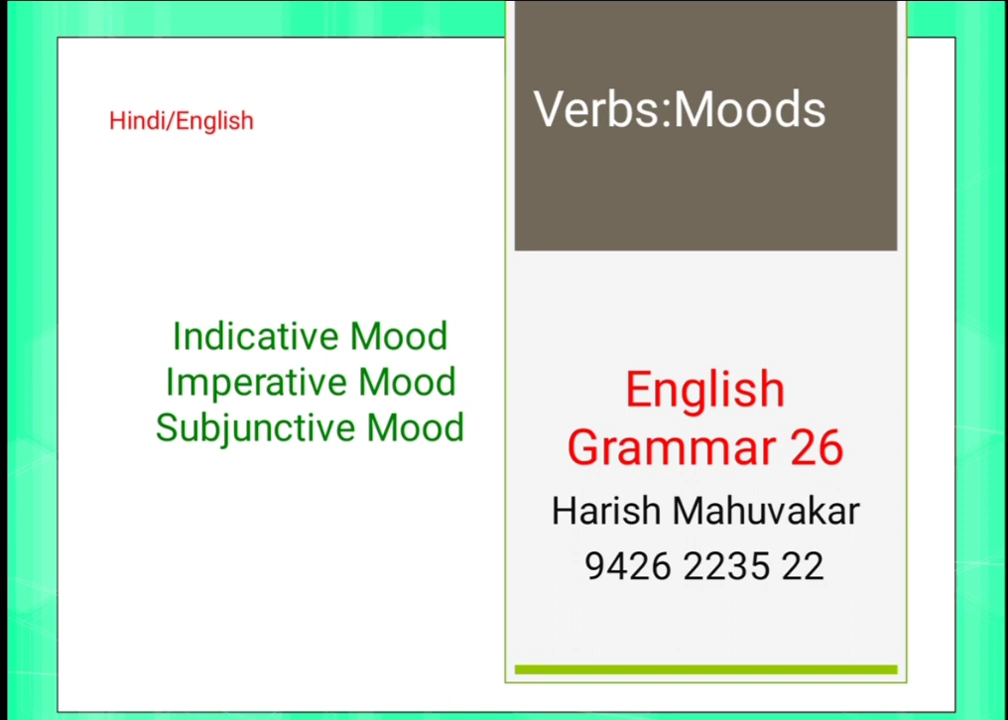 Hindi/English
Indicative Mood
Imperative Mood
Subjunctive Mood
Verbs:Moods
English
Grammar 26
Harish Mahuvakar
9426 2235 22